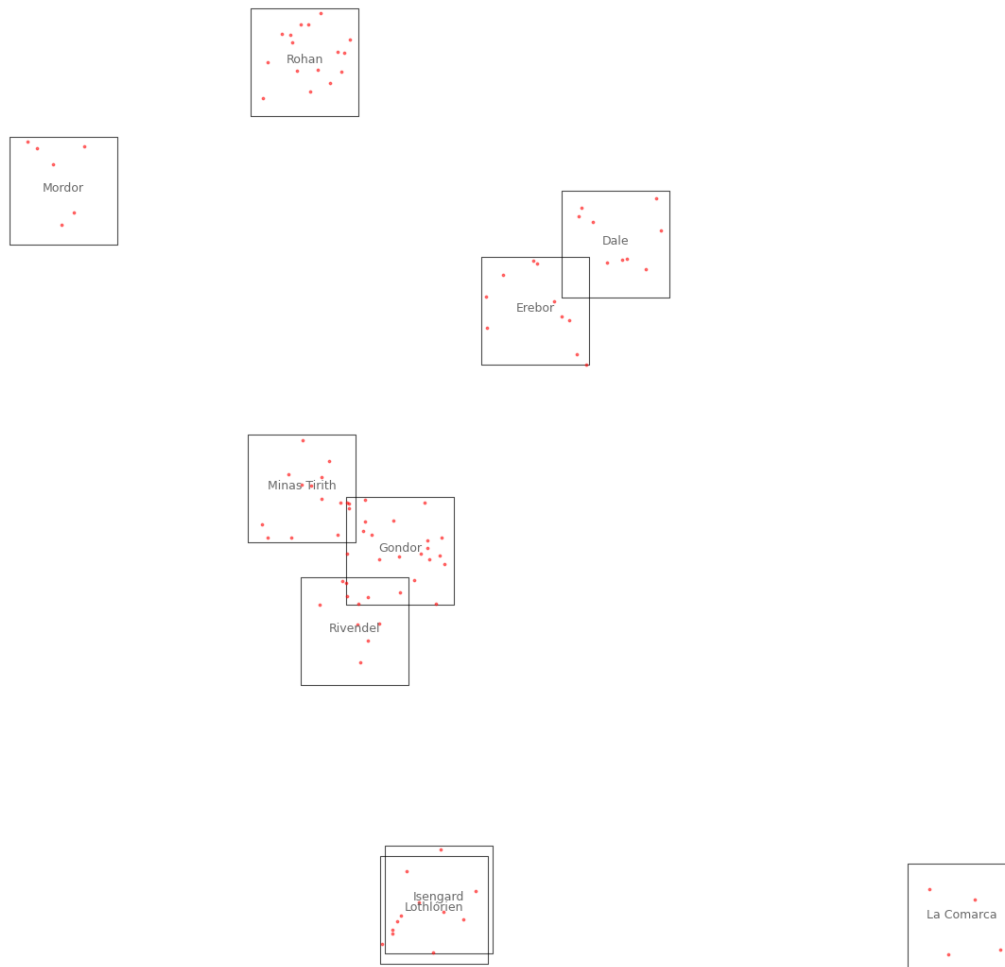 Rohan
Mordor
Dale
Erebor
Minas Tirith
Gondor
Rivendel
Isengard
Lothlorien
La Comarca